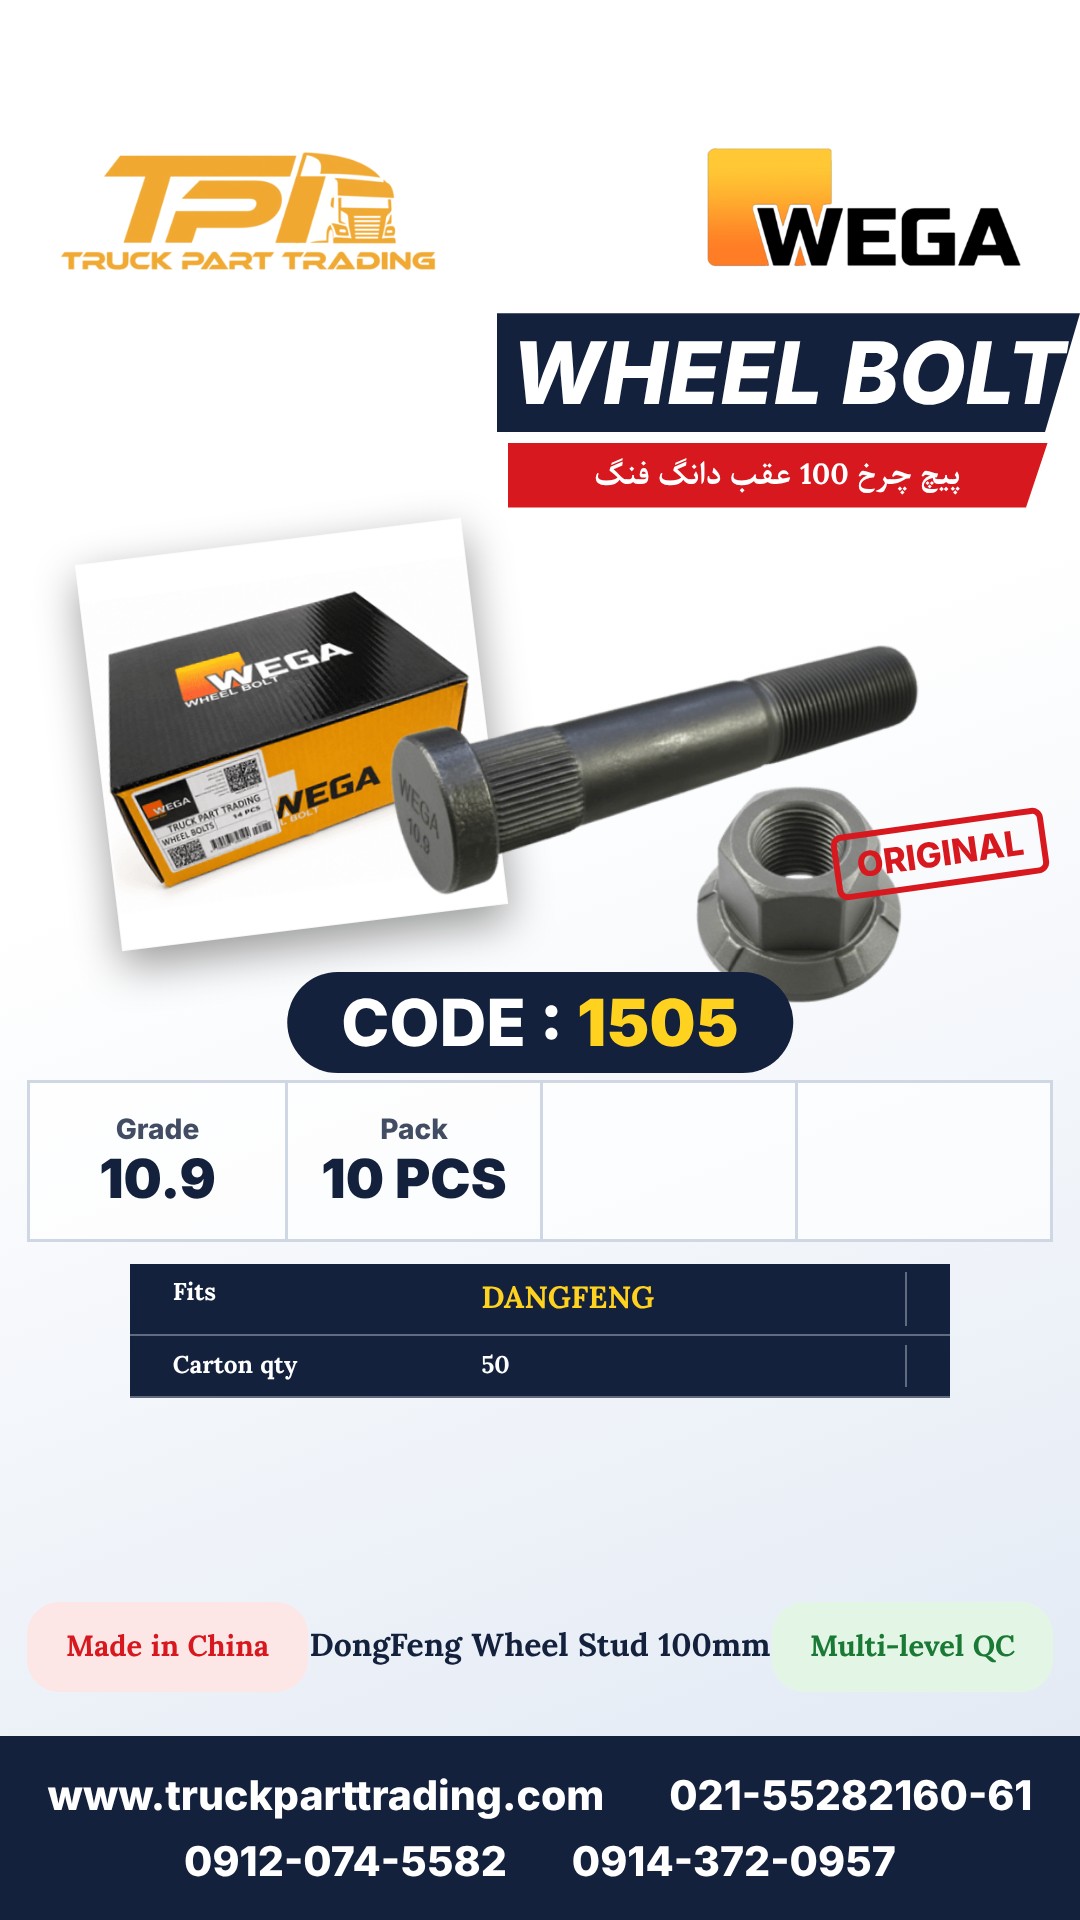 TPT
TRUCK PART TRADING
WEGA
WHEEL BOLT
پیچ چرخ 100 عقب دانگ فنگ
WEGA
WHEEL BOLT
WEGA
WEGA
TRUCK PART TRADING
WHEEL BOLTS
14 PCS
WEGA
10.9
ORIGINAL
CODE : 1505
Grade
10.9
Pack
10 PCS
Fits DANGFENG
Carton qty 50
Made in China
DongFeng Wheel Stud 100mm
Multi-level QC
www.truckparttrading.com 021-55282160-61
0912-074-5582 0914-372-0957